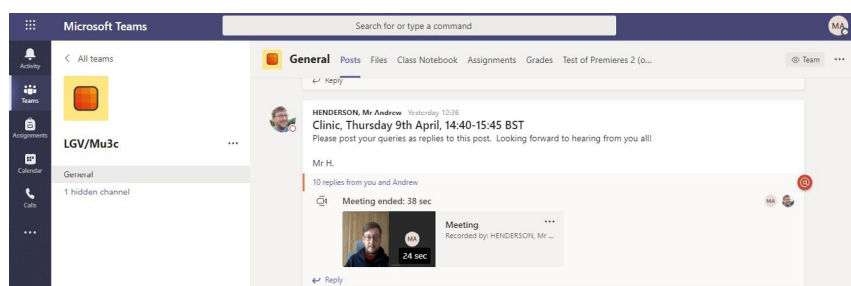 Microsoft Teams
Search for or type a command
MA
Activity
Teams
Assignments
Calendar
Calls
All teams
LGV/Mu3c
General
1 hidden channel
General Posts Files Class Notebook Assignments Grades Test of Premieres 2 (o...
Team
Reply
HENDERSON, Mr Andrew Yesterday 12:36
Clinic, Thursday 9th April, 14:40-15:45 BST
Please post your queries as replies to this post. Looking forward to hearing from you all!
Mr H.
10 replies from you and Andrew
@
Meeting ended: 38 sec
MA
MA
24 sec
Meeting
Recorded by: HENDERSON, Mr ...
Reply